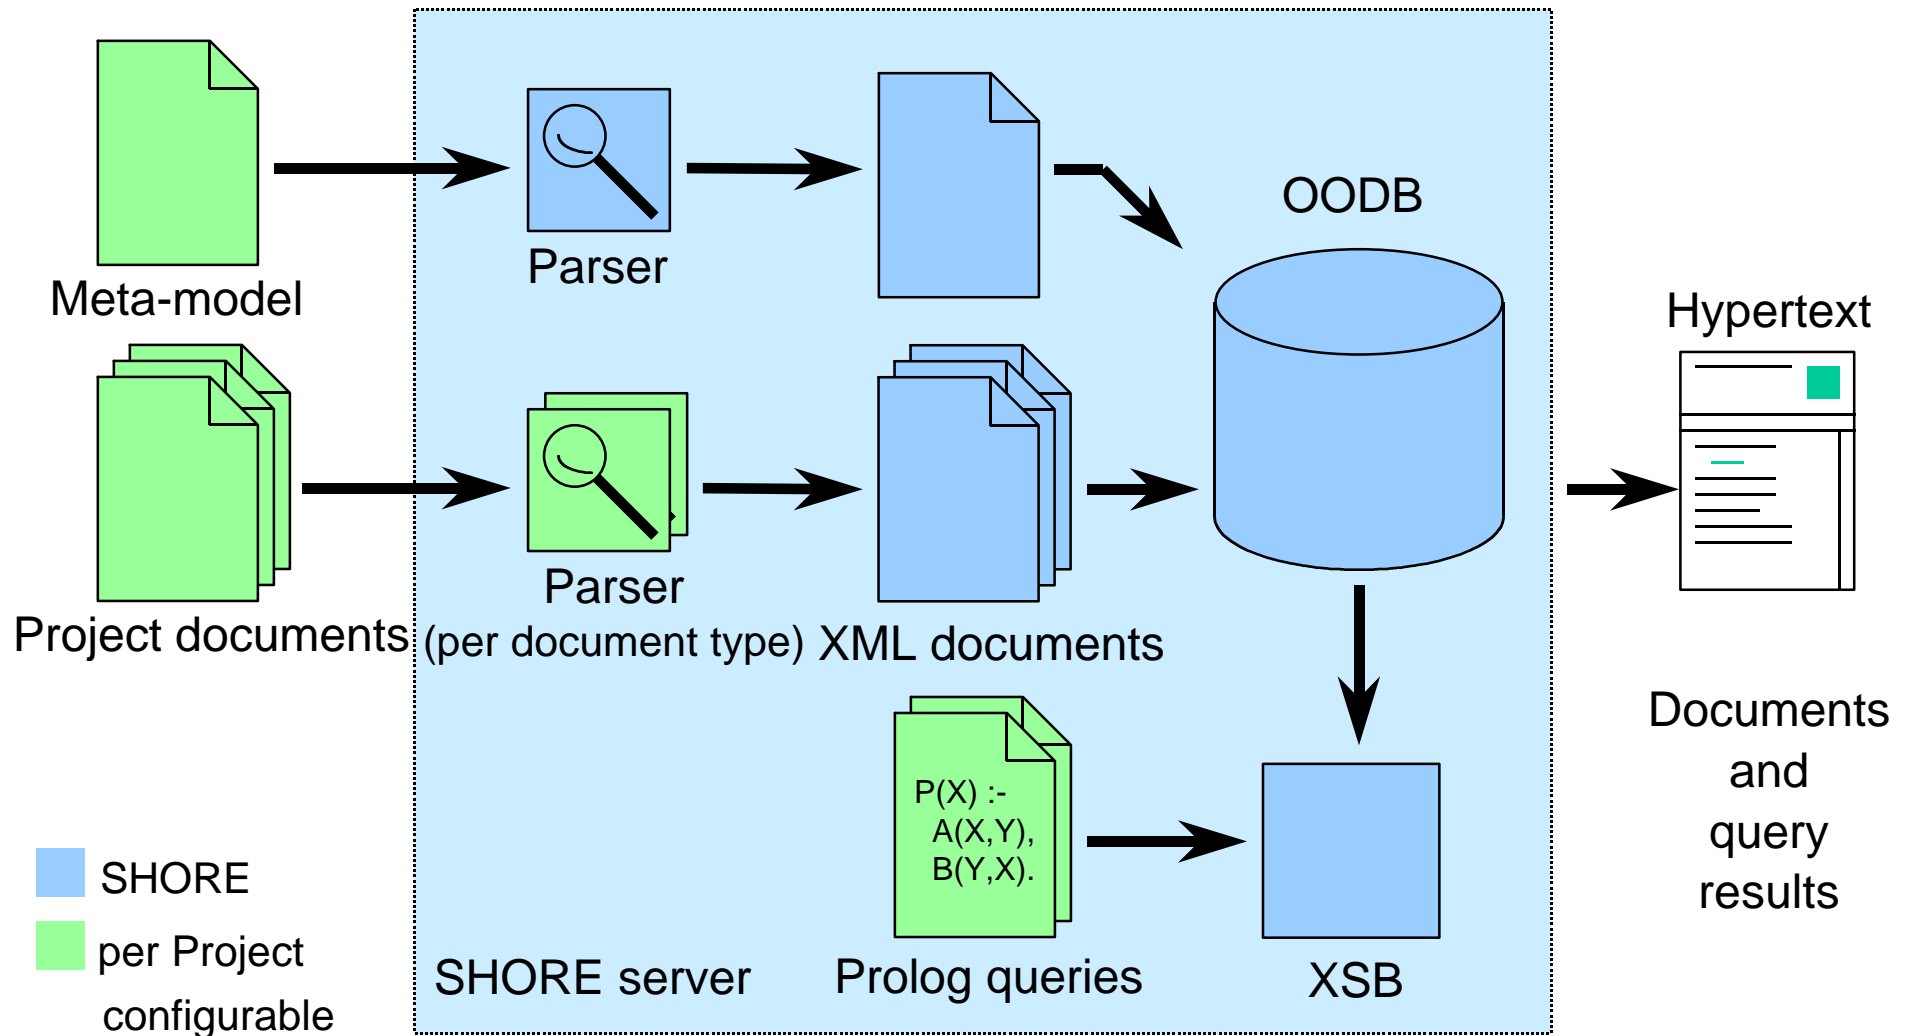 Meta-model
Parser
OODB
Hypertext
Project documents
Parser
(per document type)
XML documents
P(X) :-
A(X,Y),
B(Y,X).
Prolog queries
XSB
Documents
and
query
results
SHORE
per Project
configurable
SHORE server